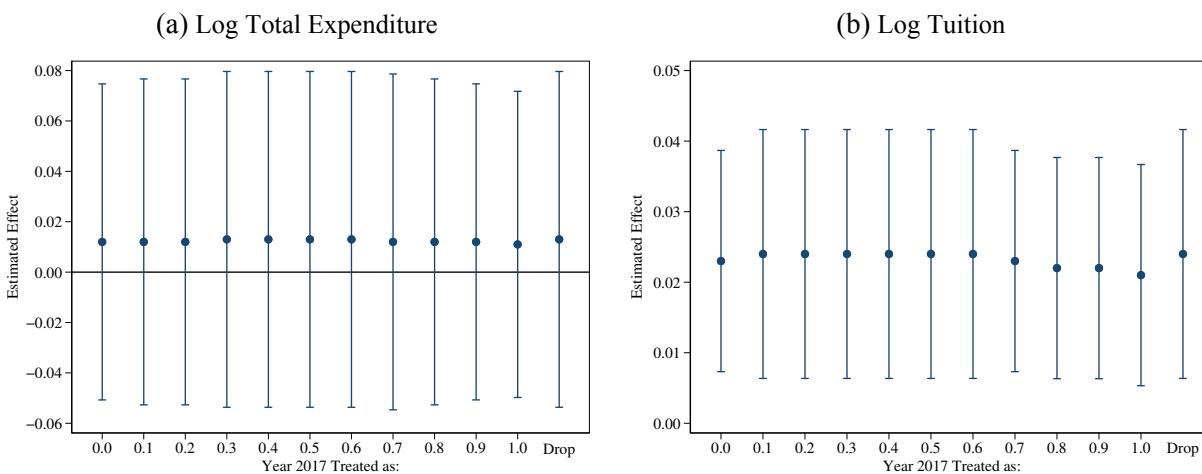 (a) Log Total Expenditure
Estimated Effect
0.08
0.06
0.04
0.02
0.00
−0.02
−0.04
−0.06
0.0 0.1 0.2 0.3 0.4 0.5 0.6 0.7 0.8 0.9 1.0 Drop
Year 2017 Treated as:
(b) Log Tuition
Estimated Effect
0.05
0.04
0.03
0.02
0.01
0.00
0.0 0.1 0.2 0.3 0.4 0.5 0.6 0.7 0.8 0.9 1.0 Drop
Year 2017 Treated as: